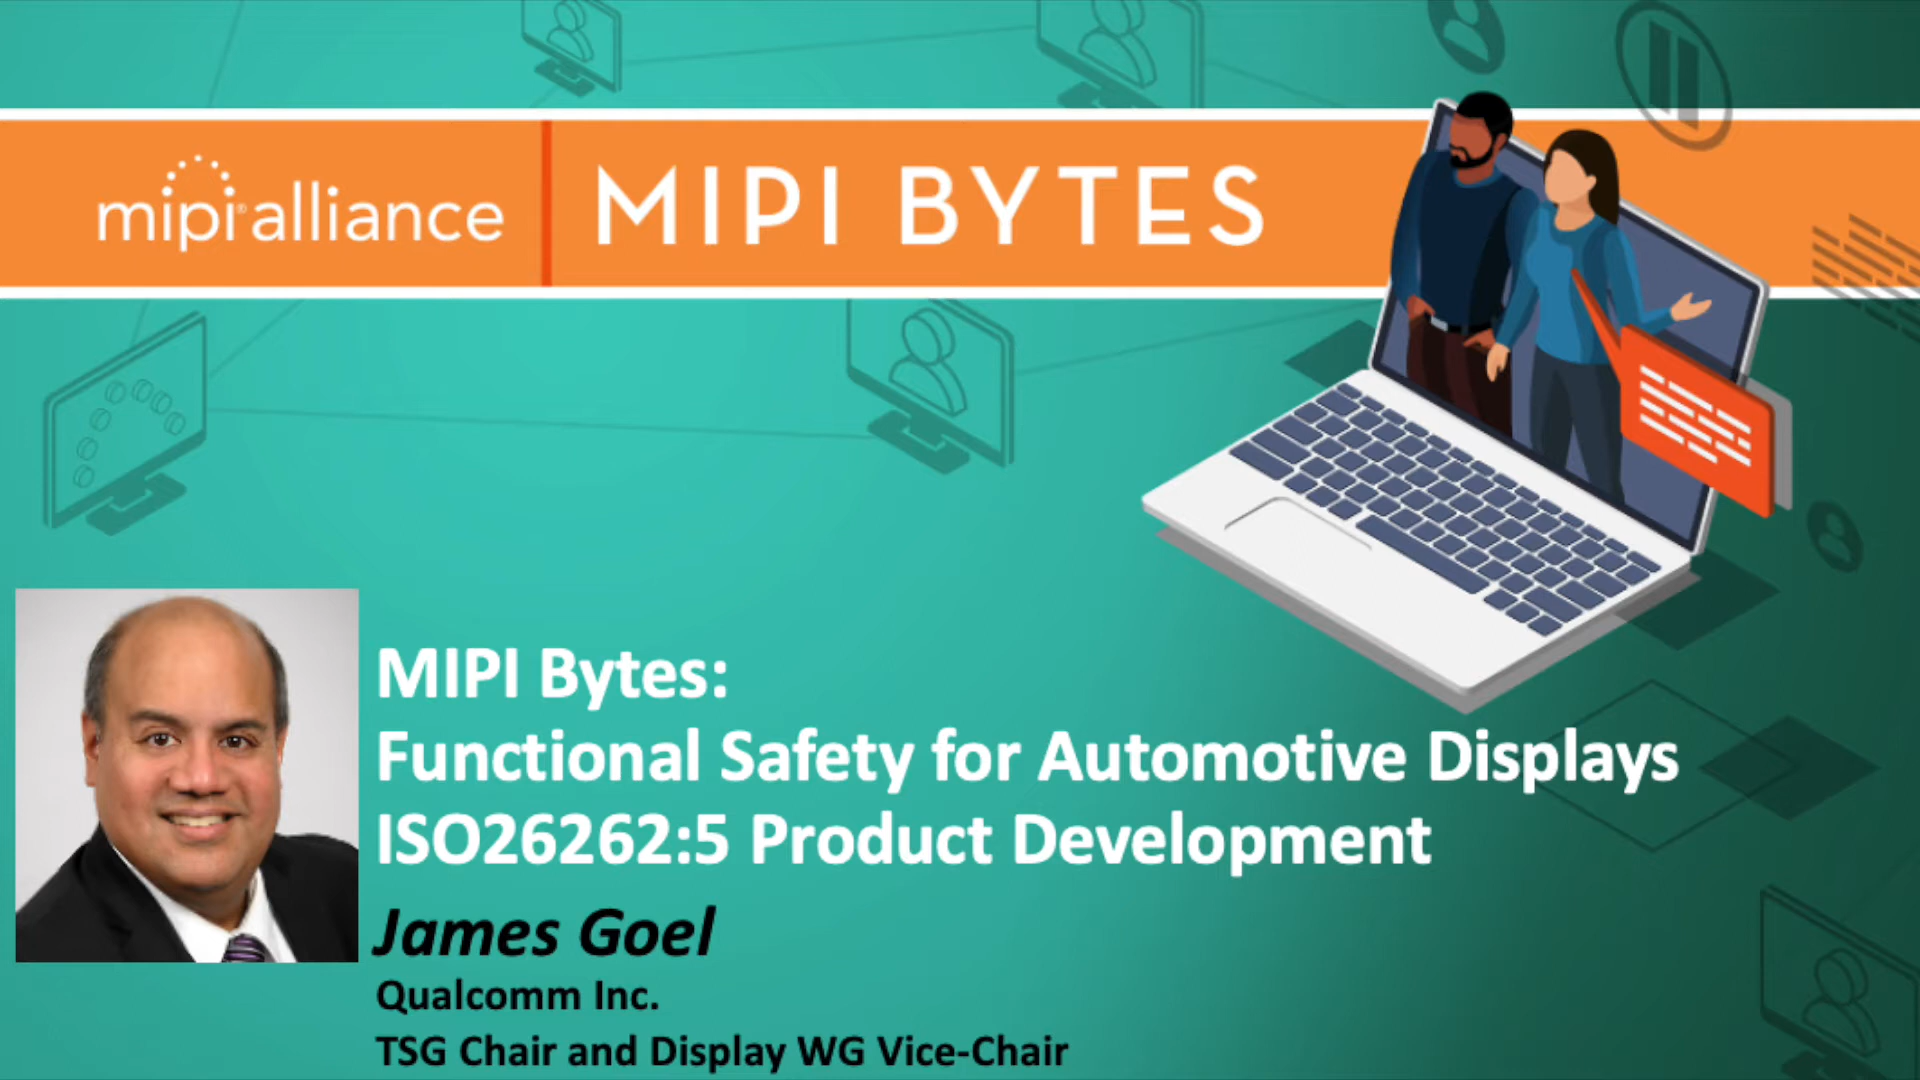 mipi alliance
MIPI BYTES
MIPI Bytes:
Functional Safety for Automotive Displays
ISO26262:5 Product Development
James Goel
Qualcomm Inc.
TSG Chair and Display WG Vice-Chair